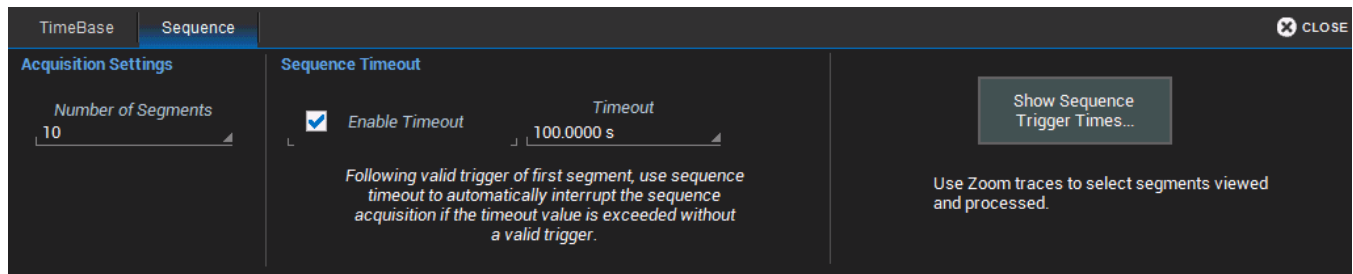 TimeBase
Sequence
CLOSE
Acquisition Settings
Number of Segments
10
Sequence Timeout
Enable Timeout
Timeout
100.0000 s
Following valid trigger of first segment, use sequence
timeout to automatically interrupt the sequence
acquisition if the timeout value is exceeded without
a valid trigger.
Show Sequence
Trigger Times...
Use Zoom traces to select segments viewed
and processed.